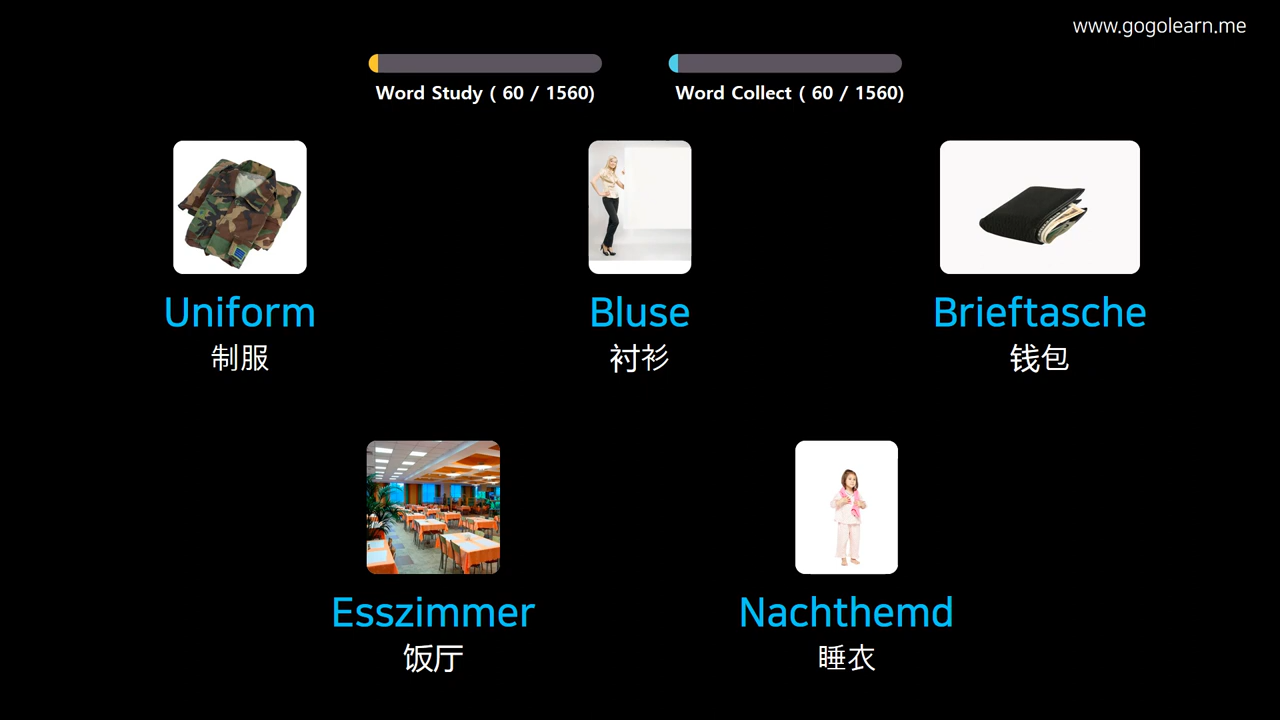 www.gogolearn.me
Word Study ( 60 / 1560)
Word Collect ( 60 / 1560)
Uniform
制服
Bluse
衬衫
Brieftasche
钱包
Esszimmer
饭厅
Nachthemd
睡衣